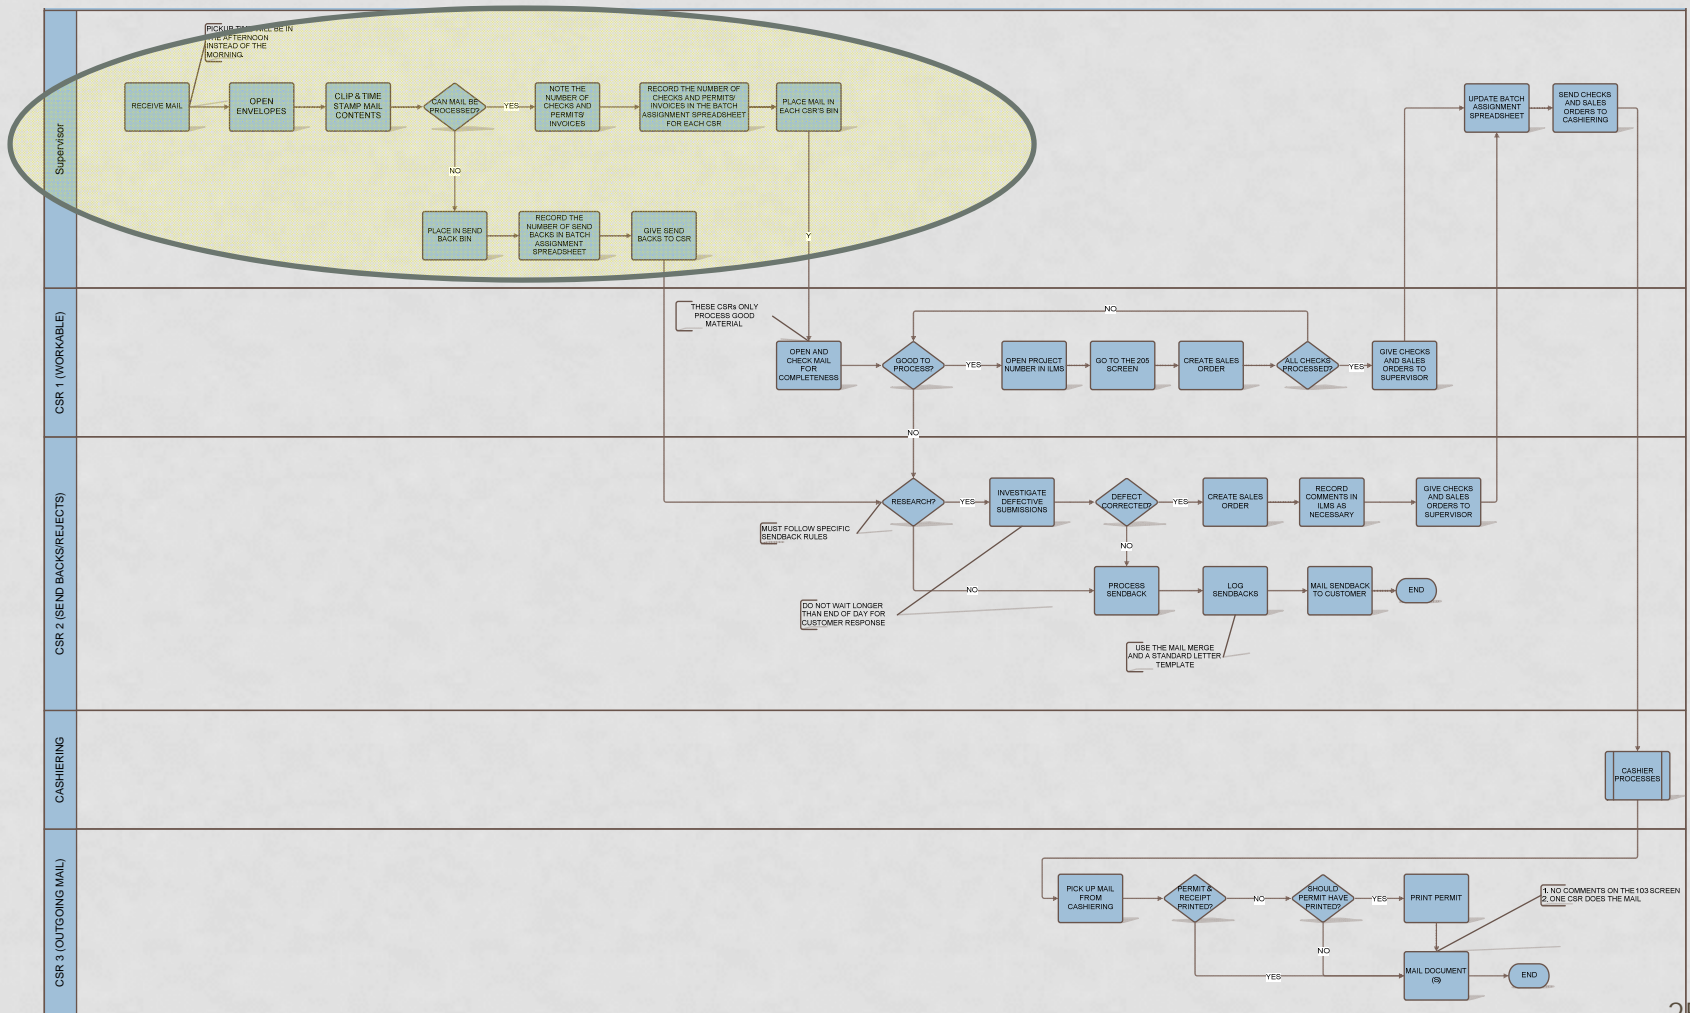 Supervisor
PICKUP TIME WILL BE IN
THE AFTERNOON
INSTEAD OF THE
MORNING.
RECEIVE MAIL
OPEN
ENVELOPES
CLIP & TIME
STAMP MAIL
CONTENTS
CAN MAIL BE
PROCESSED?
YES
NOTE THE
NUMBER OF
CHECKS AND
PERMITS/
INVOICES
RECORD THE NUMBER OF
CHECKS AND PERMITS/
INVOICES IN THE BATCH
ASSIGNMENT SPREADSHEET
FOR EACH CSR
PLACE MAIL IN
EACH CSR'S BIN
UPDATE BATCH
ASSIGNMENT
SPREADSHEET
SEND CHECKS
AND SALES
ORDERS TO
CASHIERING
NO
PLACE IN SEND
BACK BIN
RECORD THE
NUMBER OF SEND
BACKS IN BATCH
ASSIGNMENT
SPREADSHEET
GIVE SEND
BACKS TO CSR
Y
CSR 1 (WORKABLE)
THESE CSRs ONLY
PROCESS GOOD
MATERIAL
NO
OPEN AND
CHECK MAIL
FOR
COMPLETENESS
GOOD TO
PROCESS?
YES
OPEN PROJECT
NUMBER IN ILMS
GO TO THE 205
SCREEN
CREATE SALES
ORDER
ALL CHECKS
PROCESSED?
YES
GIVE CHECKS
AND SALES
ORDERS TO
SUPERVISOR
NO
CSR 2 (SEND BACKS/REJECTS)
RESEARCH?
YES
INVESTIGATE
DEFECTIVE
SUBMISSIONS
DEFECT
CORRECTED?
YES
CREATE SALES
ORDER
RECORD
COMMENTS IN
ILMS AS
NECESSARY
GIVE CHECKS
AND SALES
ORDERS TO
SUPERVISOR
MUST FOLLOW SPECIFIC
SENDBACK RULES
NO
NO
PROCESS
SENDBACK
LOG
SENDBACKS
MAIL SENDBACK
TO CUSTOMER
END
DO NOT WAIT LONGER
THAN END OF DAY FOR
CUSTOMER RESPONSE
USE THE MAIL MERGE
AND A STANDARD LETTER
TEMPLATE
CASHIERING
CASHIER
PROCESSES
CSR 3 (OUTGOING MAIL)
PICK UP MAIL
FROM
CASHIERING
PERMIT &
RECEIPT
PRINTED?
NO
SHOULD
PERMIT HAVE
PRINTED?
YES
PRINT PERMIT
1. NO COMMENTS ON THE 103 SCREEN
2. ONE CSR DOES THE MAIL
NO
YES
MAIL DOCUMENT
(S)
END